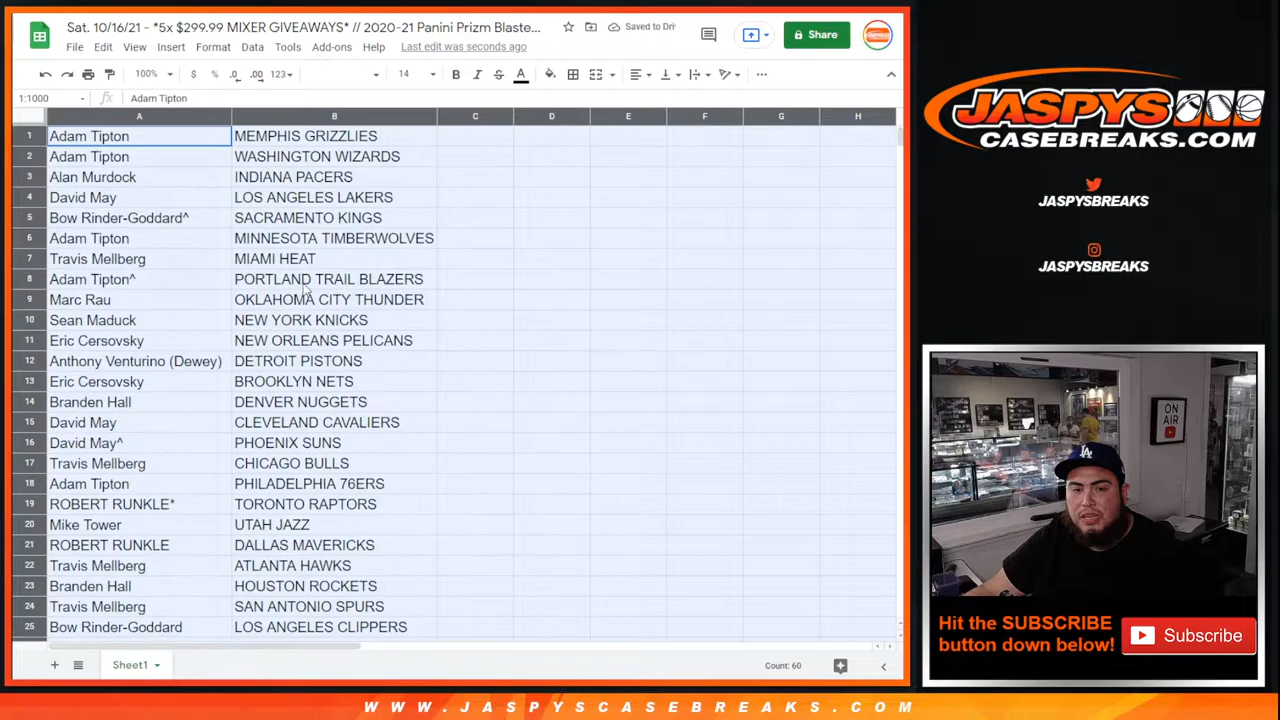 Sat. 10/16/21 - *5x $299.99 MIXER GIVEAWAYS* // 2020-21 Panini Prizm Blaste...
Saved to Dri
Share
File Edit View Insert Format Data Tools Add-ons Help Last edit was seconds ago
100% $ % .0 .00 123 14 B I S A
1:1000 fx Adam Tipton
A B C D E F G H
1 Adam Tipton MEMPHIS GRIZZLIES
2 Adam Tipton WASHINGTON WIZARDS
3 Alan Murdock INDIANA PACERS
4 David May LOS ANGELES LAKERS
5 Bow Rinder-Goddard^ SACRAMENTO KINGS
6 Adam Tipton MINNESOTA TIMBERWOLVES
7 Travis Mellberg MIAMI HEAT
8 Adam Tipton^ PORTLAND TRAIL BLAZERS
9 Marc Rau OKLAHOMA CITY THUNDER
10 Sean Maduck NEW YORK KNICKS
11 Eric Cersovsky NEW ORLEANS PELICANS
12 Anthony Venturino (Dewey) DETROIT PISTONS
13 Eric Cersovsky BROOKLYN NETS
14 Branden Hall DENVER NUGGETS
15 David May CLEVELAND CAVALIERS
16 David May^ PHOENIX SUNS
17 Travis Mellberg CHICAGO BULLS
18 Adam Tipton PHILADELPHIA 76ERS
19 ROBERT RUNKLE* TORONTO RAPTORS
20 Mike Tower UTAH JAZZ
21 ROBERT RUNKLE DALLAS MAVERICKS
22 Travis Mellberg ATLANTA HAWKS
23 Branden Hall HOUSTON ROCKETS
24 Travis Mellberg SAN ANTONIO SPURS
25 Bow Rinder-Goddard LOS ANGELES CLIPPERS
Sheet1 Count: 60
JASPYS
CASEBREAKS.COM
JASPYSBREAKS
JASPYSBREAKS
ON
AIR
LA
Hit the SUBSCRIBE
button down below!
Subscribe
WWW.JASPYSCASEBREAKS.COM